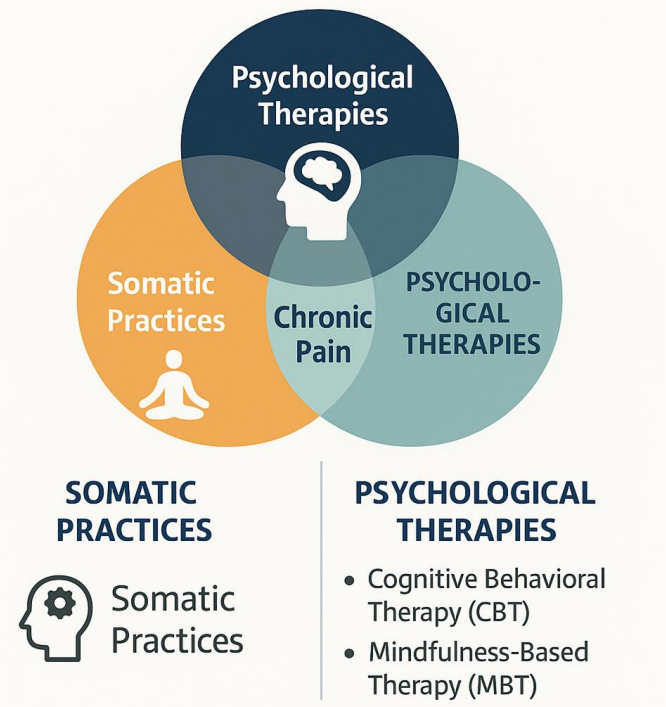 Psychological
Therapies
Somatic
Practices
Chronic
Pain
PSYCHOLO-
GICAL
THERAPIES
SOMATIC
PRACTICES
Somatic
Practices
PSYCHOLOGICAL
THERAPIES
• Cognitive Behavioral
Therapy (CBT)
• Mindfulness-Based
Therapy (MBT)